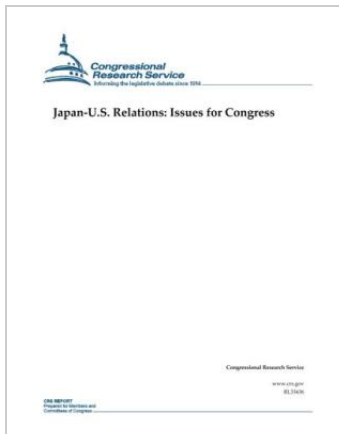 Congressional
Research Service
Informing the legislative debate since 1914
Japan-U.S. Relations: Issues for Congress
Congressional Research Service
www.crs.gov
RL33436
CRS REPORT
Prepared for Members and
Committees of Congress